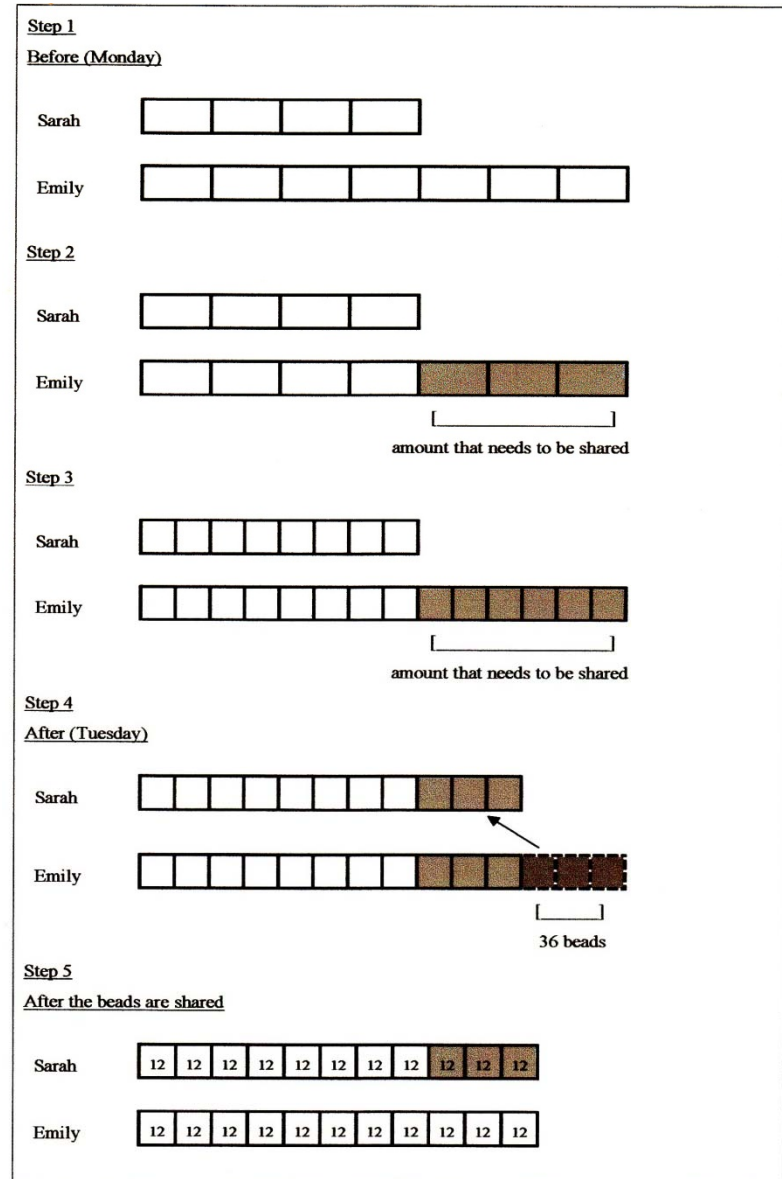 Step 1
Before (Monday)
Sarah
Emily
Step 2
Sarah
Emily
amount that needs to be shared
Step 3
Sarah
Emily
amount that needs to be shared
Step 4
After (Tuesday)
Sarah
Emily
36 beads
Step 5
After the beads are shared
Sarah 12 12 12 12 12 12 12 12 12 12 12
Emily 12 12 12 12 12 12 12 12 12 12 12